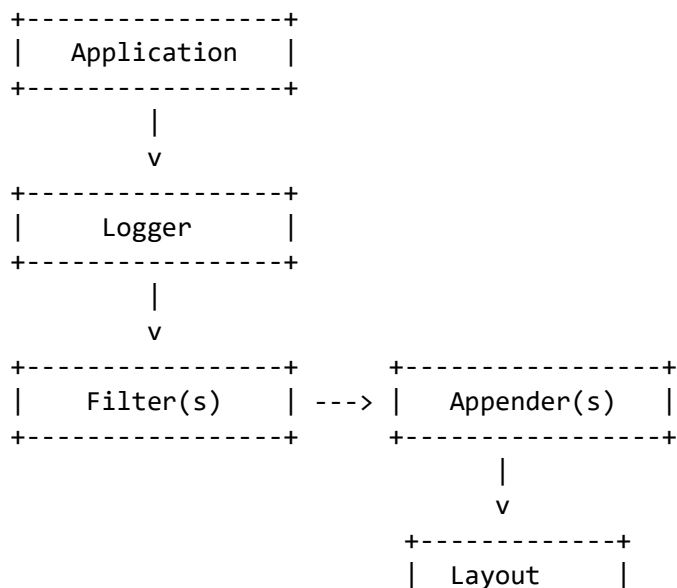 Application
Logger
Filter(s) ---> Appender(s)
Layout